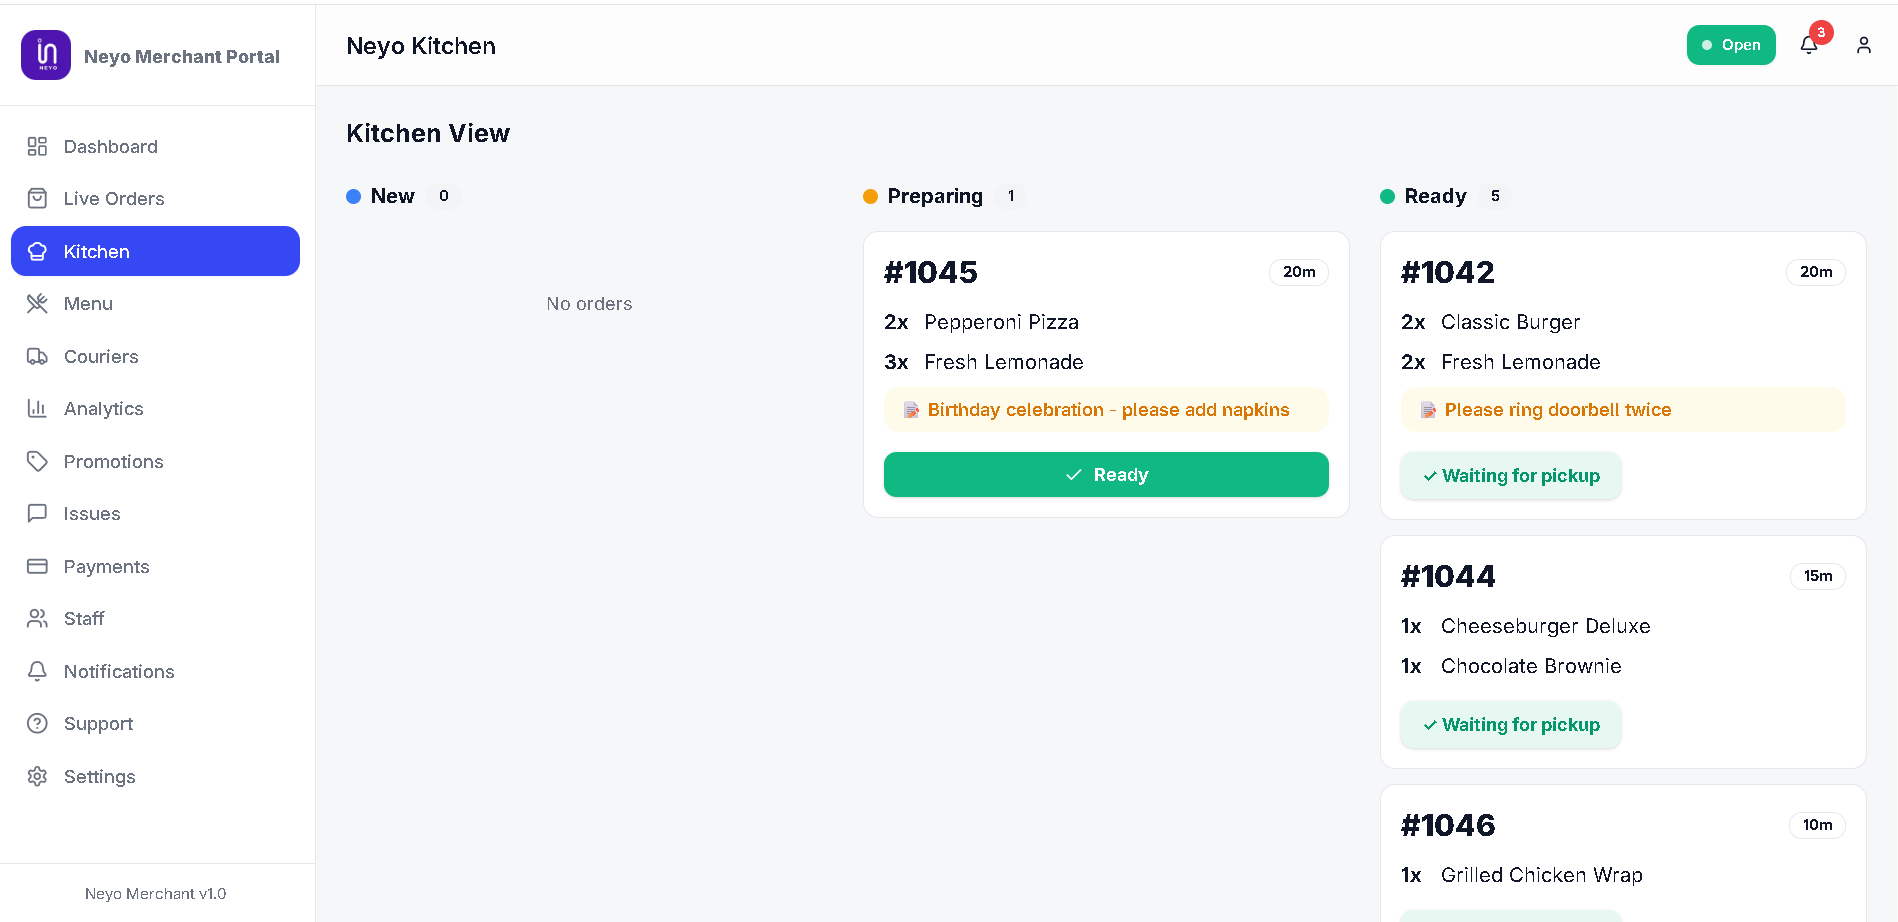 in
NEYO
Neyo Merchant Portal
Dashboard
Live Orders
Kitchen
Menu
Couriers
Analytics
Promotions
Issues
Payments
Staff
Notifications
Support
Settings
Neyo Merchant v1.0
Neyo Kitchen
Open
3
Kitchen View
New 0
No orders
Preparing 1
#1045 20m
2x Pepperoni Pizza
3x Fresh Lemonade
Birthday celebration - please add napkins
Ready
Ready 5
#1042 20m
2x Classic Burger
2x Fresh Lemonade
Please ring doorbell twice
✓ Waiting for pickup
#1044 15m
1x Cheeseburger Deluxe
1x Chocolate Brownie
✓ Waiting for pickup
#1046 10m
1x Grilled Chicken Wrap